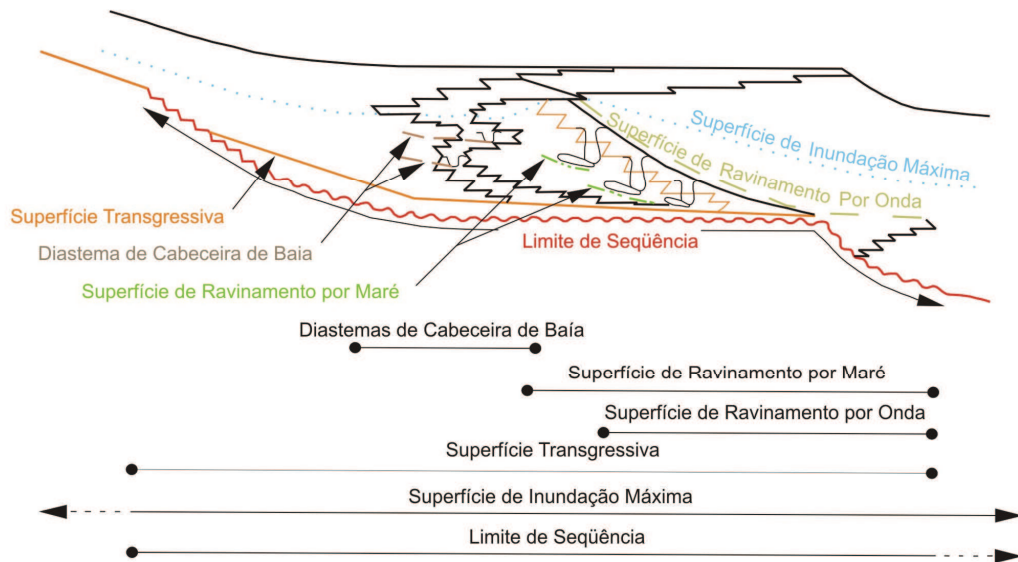 Superfície de Inundação Máxima
Superfície de Ravinamento Por Onda
Superfície Transgressiva
Limite de Seqüência
Diastema de Cabeceira de Baia
Superfície de Ravinamento por Maré
Diastemas de Cabeceira de Baía
Superfície de Ravinamento por Maré
Superfície de Ravinamento por Onda
Superfície Transgressiva
Superfície de Inundação Máxima
Limite de Seqüência